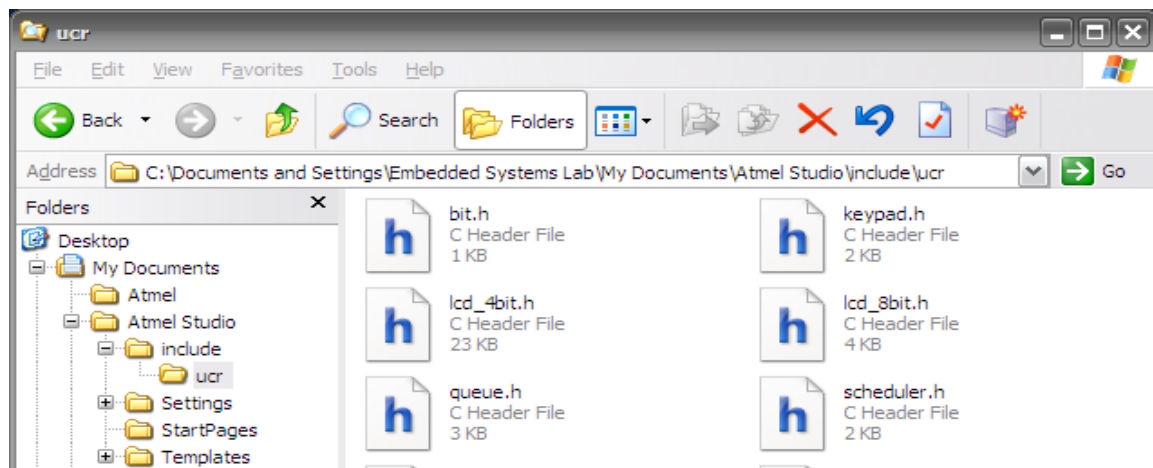 ucr
File Edit View Favorites Tools Help
Back Search Folders
Address C:\Documents and Settings\Embedded Systems Lab\My Documents\Atmel Studio\include\ucr Go
Folders
Desktop
My Documents
Atmel
Atmel Studio
include
ucr
Settings
StartPages
Templates
bit.h
C Header File
1 KB
keypad.h
C Header File
2 KB
lcd_4bit.h
C Header File
23 KB
lcd_8bit.h
C Header File
4 KB
queue.h
C Header File
3 KB
scheduler.h
C Header File
2 KB